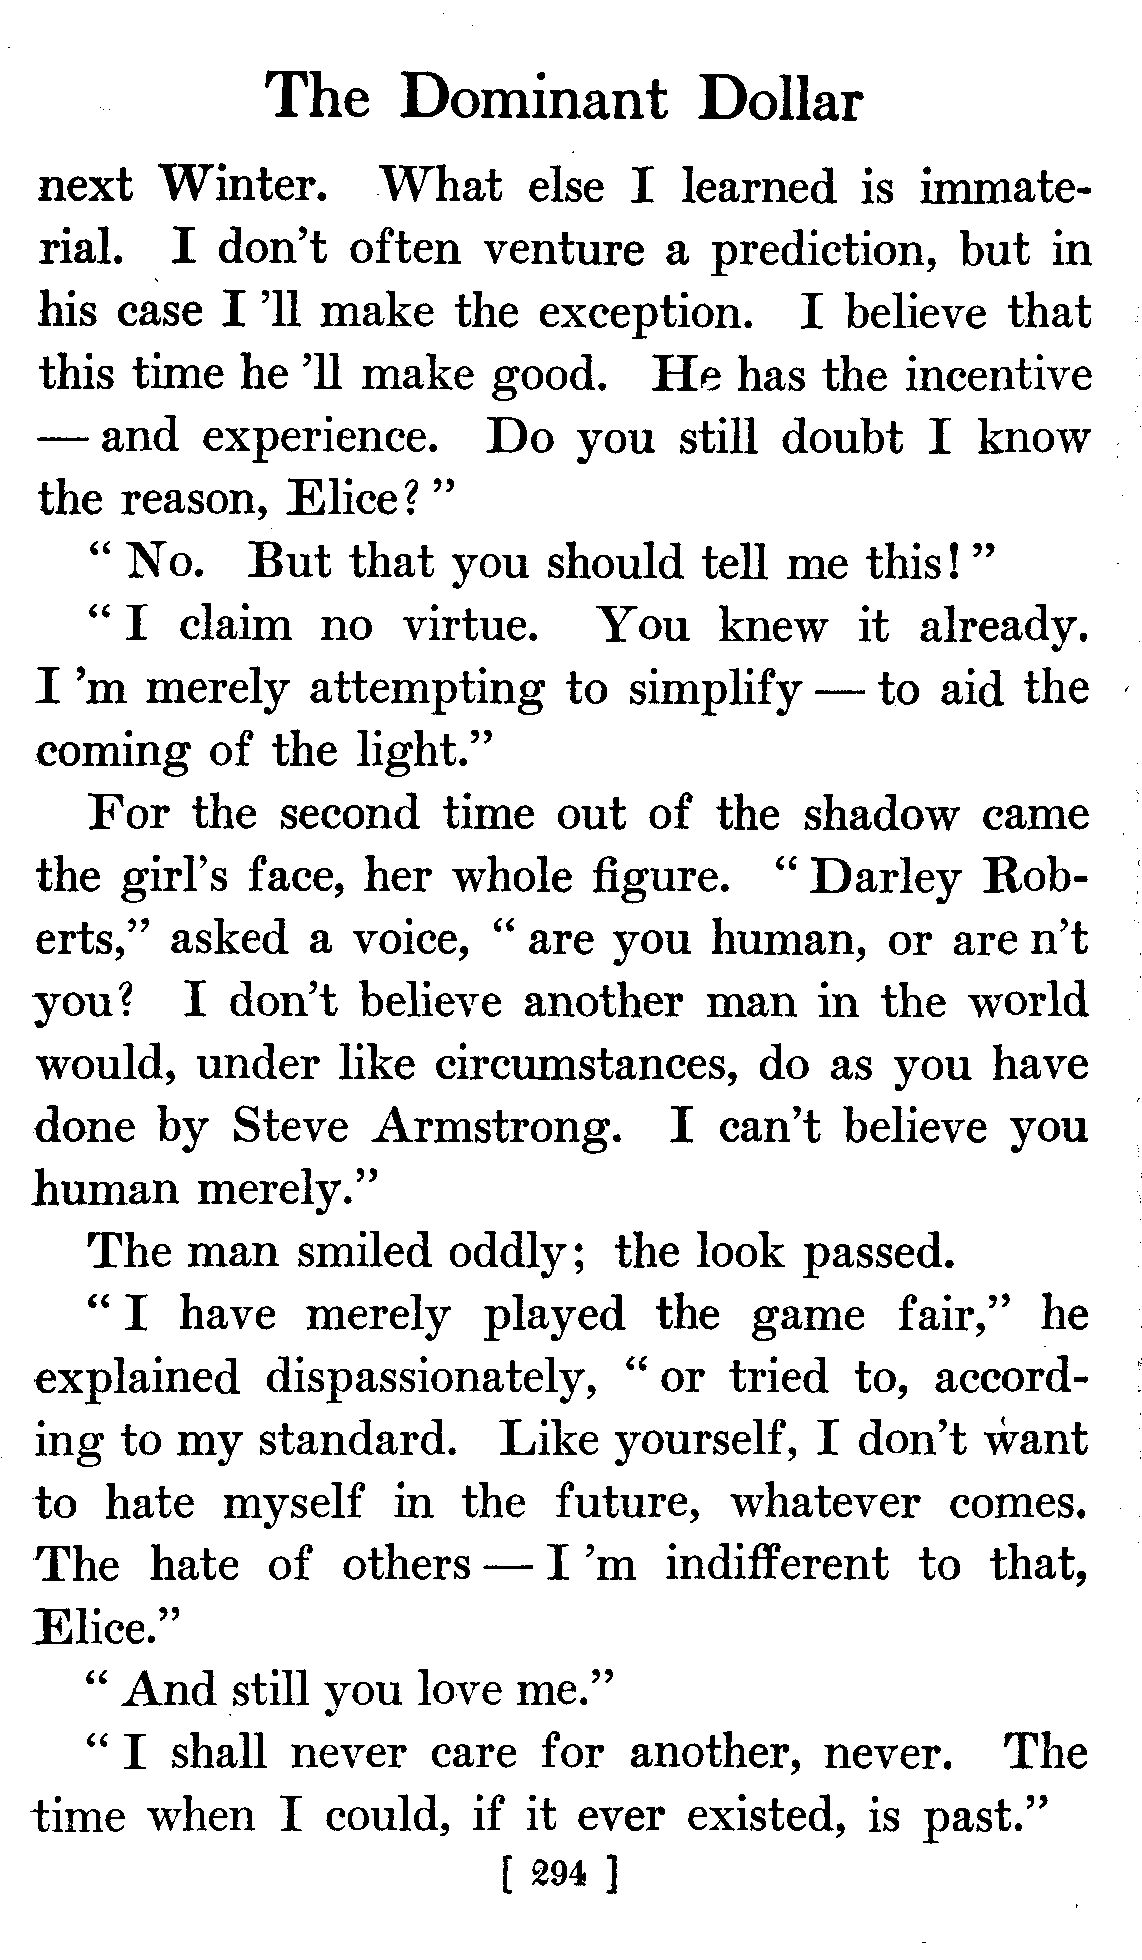 The Dominant Dollar
next Winter. What else I learned is immate-
rial. I don't often venture a prediction, but in
his case I 'll make the exception. I believe that
this time he 'll make good. He has the incentive
— and experience. Do you still doubt I know
the reason, Elice? "
" No. But that you should tell me this! "
" I claim no virtue. You knew it already.
I 'm merely attempting to simplify — to aid the
coming of the light."
For the second time out of the shadow came
the girl's face, her whole figure. " Darley Rob-
erts," asked a voice, " are you human, or are n't
you? I don't believe another man in the world
would, under like circumstances, do as you have
done by Steve Armstrong. I can't believe you
human merely."
The man smiled oddly; the look passed.
" I have merely played the game fair," he
explained dispassionately, " or tried to, accord-
ing to my standard. Like yourself, I don't want
to hate myself in the future, whatever comes.
The hate of others — I 'm indifferent to that,
Elice."
" And still you love me."
" I shall never care for another, never. The
time when I could, if it ever existed, is past."
[ 294 ]